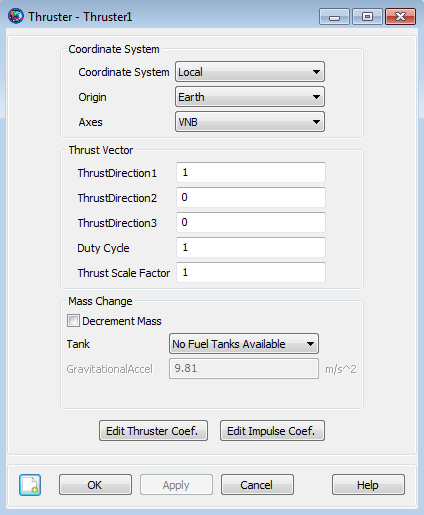 Thruster - Thruster1
Coordinate System
Coordinate System Local
Origin Earth
Axes VNB
Thrust Vector
ThrustDirection1 1
ThrustDirection2 0
ThrustDirection3 0
Duty Cycle 1
Thrust Scale Factor 1
Mass Change
Decrement Mass
Tank No Fuel Tanks Available
GravitationalAccel 9.81 m/s^2
Edit Thruster Coef. Edit Impulse Coef.
OK Apply Cancel Help